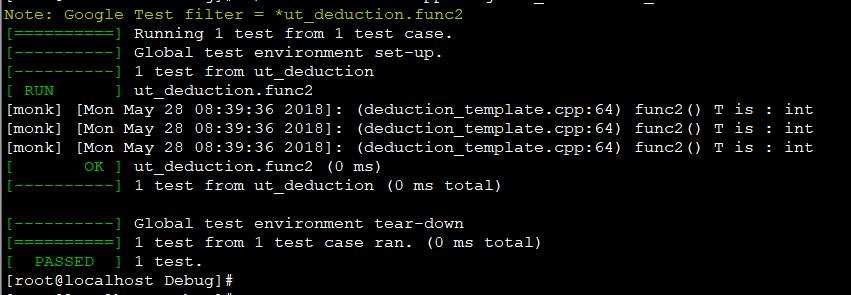 Note: Google Test filter = *ut_deduction.func2
[==========] Running 1 test from 1 test case.
[----------] Global test environment set-up.
[----------] 1 test from ut_deduction
[ RUN      ] ut_deduction.func2
[monk] [Mon May 28 08:39:36 2018]: (deduction_template.cpp:64) func2() T is : int
[monk] [Mon May 28 08:39:36 2018]: (deduction_template.cpp:64) func2() T is : int
[monk] [Mon May 28 08:39:36 2018]: (deduction_template.cpp:64) func2() T is : int
[       OK ] ut_deduction.func2 (0 ms)
[----------] 1 test from ut_deduction (0 ms total)
[----------] Global test environment tear-down
[==========] 1 test from 1 test case ran. (0 ms total)
[  PASSED  ] 1 test.
[root@localhost Debug]#